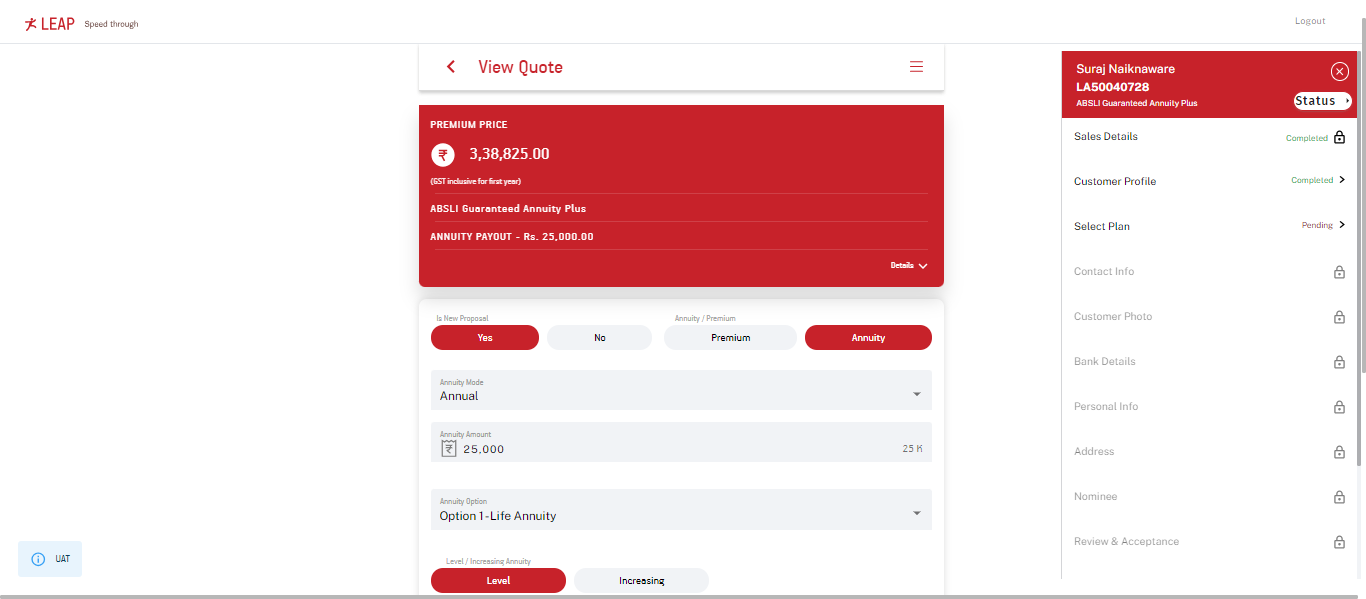 LEAP Speed through
Logout
View Quote
PREMIUM PRICE
₹ 3,38,825.00
(GST inclusive for first year)
ABSLI Guaranteed Annuity Plus
ANNUITY PAYOUT - Rs. 25,000.00
Details
Is New Proposal
Yes No
Annuity / Premium
Premium Annuity
Annuity Mode
Annual
Annuity Amount
₹ 25,000 25 K
Annuity Option
Option 1 - Life Annuity
Level / Increasing Annuity
Level Increasing
UAT
Suraj Naiknaware
LA50040728
ABSLI Guaranteed Annuity Plus
Status
Sales Details Completed
Customer Profile Completed
Select Plan Pending
Contact Info
Customer Photo
Bank Details
Personal Info
Address
Nominee
Review & Acceptance